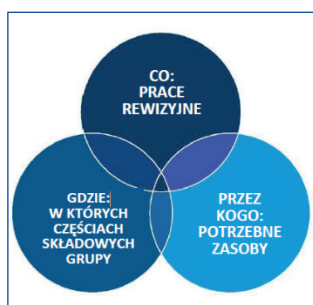 CO:
PRACE
REWIZYJNE
GDZIE:
W KTÓRYCH
CZĘŚCIACH
SKŁADOWYCH
GRUPY
PRZEZ
KOGO:
POTRZEBNE
ZASOBY